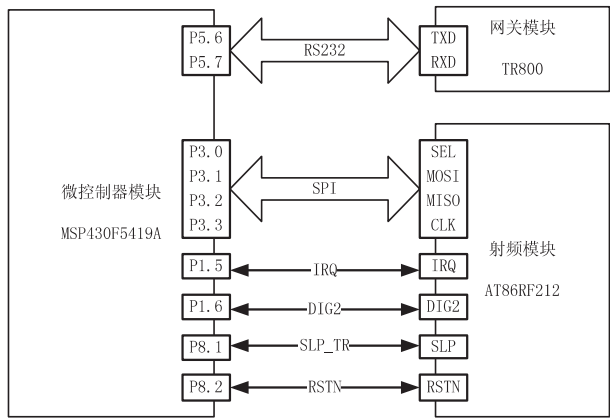 P5.6
P5.7
RS232
TXD
RXD
网关模块
TR800
P3.0
P3.1
P3.2
P3.3
SPI
SEL
MOSI
MISO
CLK
微控制器模块
MSP430F5419A
射频模块
AT86RF212
P1.5
IRQ
IRQ
P1.6
DIG2
DIG2
P8.1
SLP_TR
SLP
P8.2
RSTN
RSTN